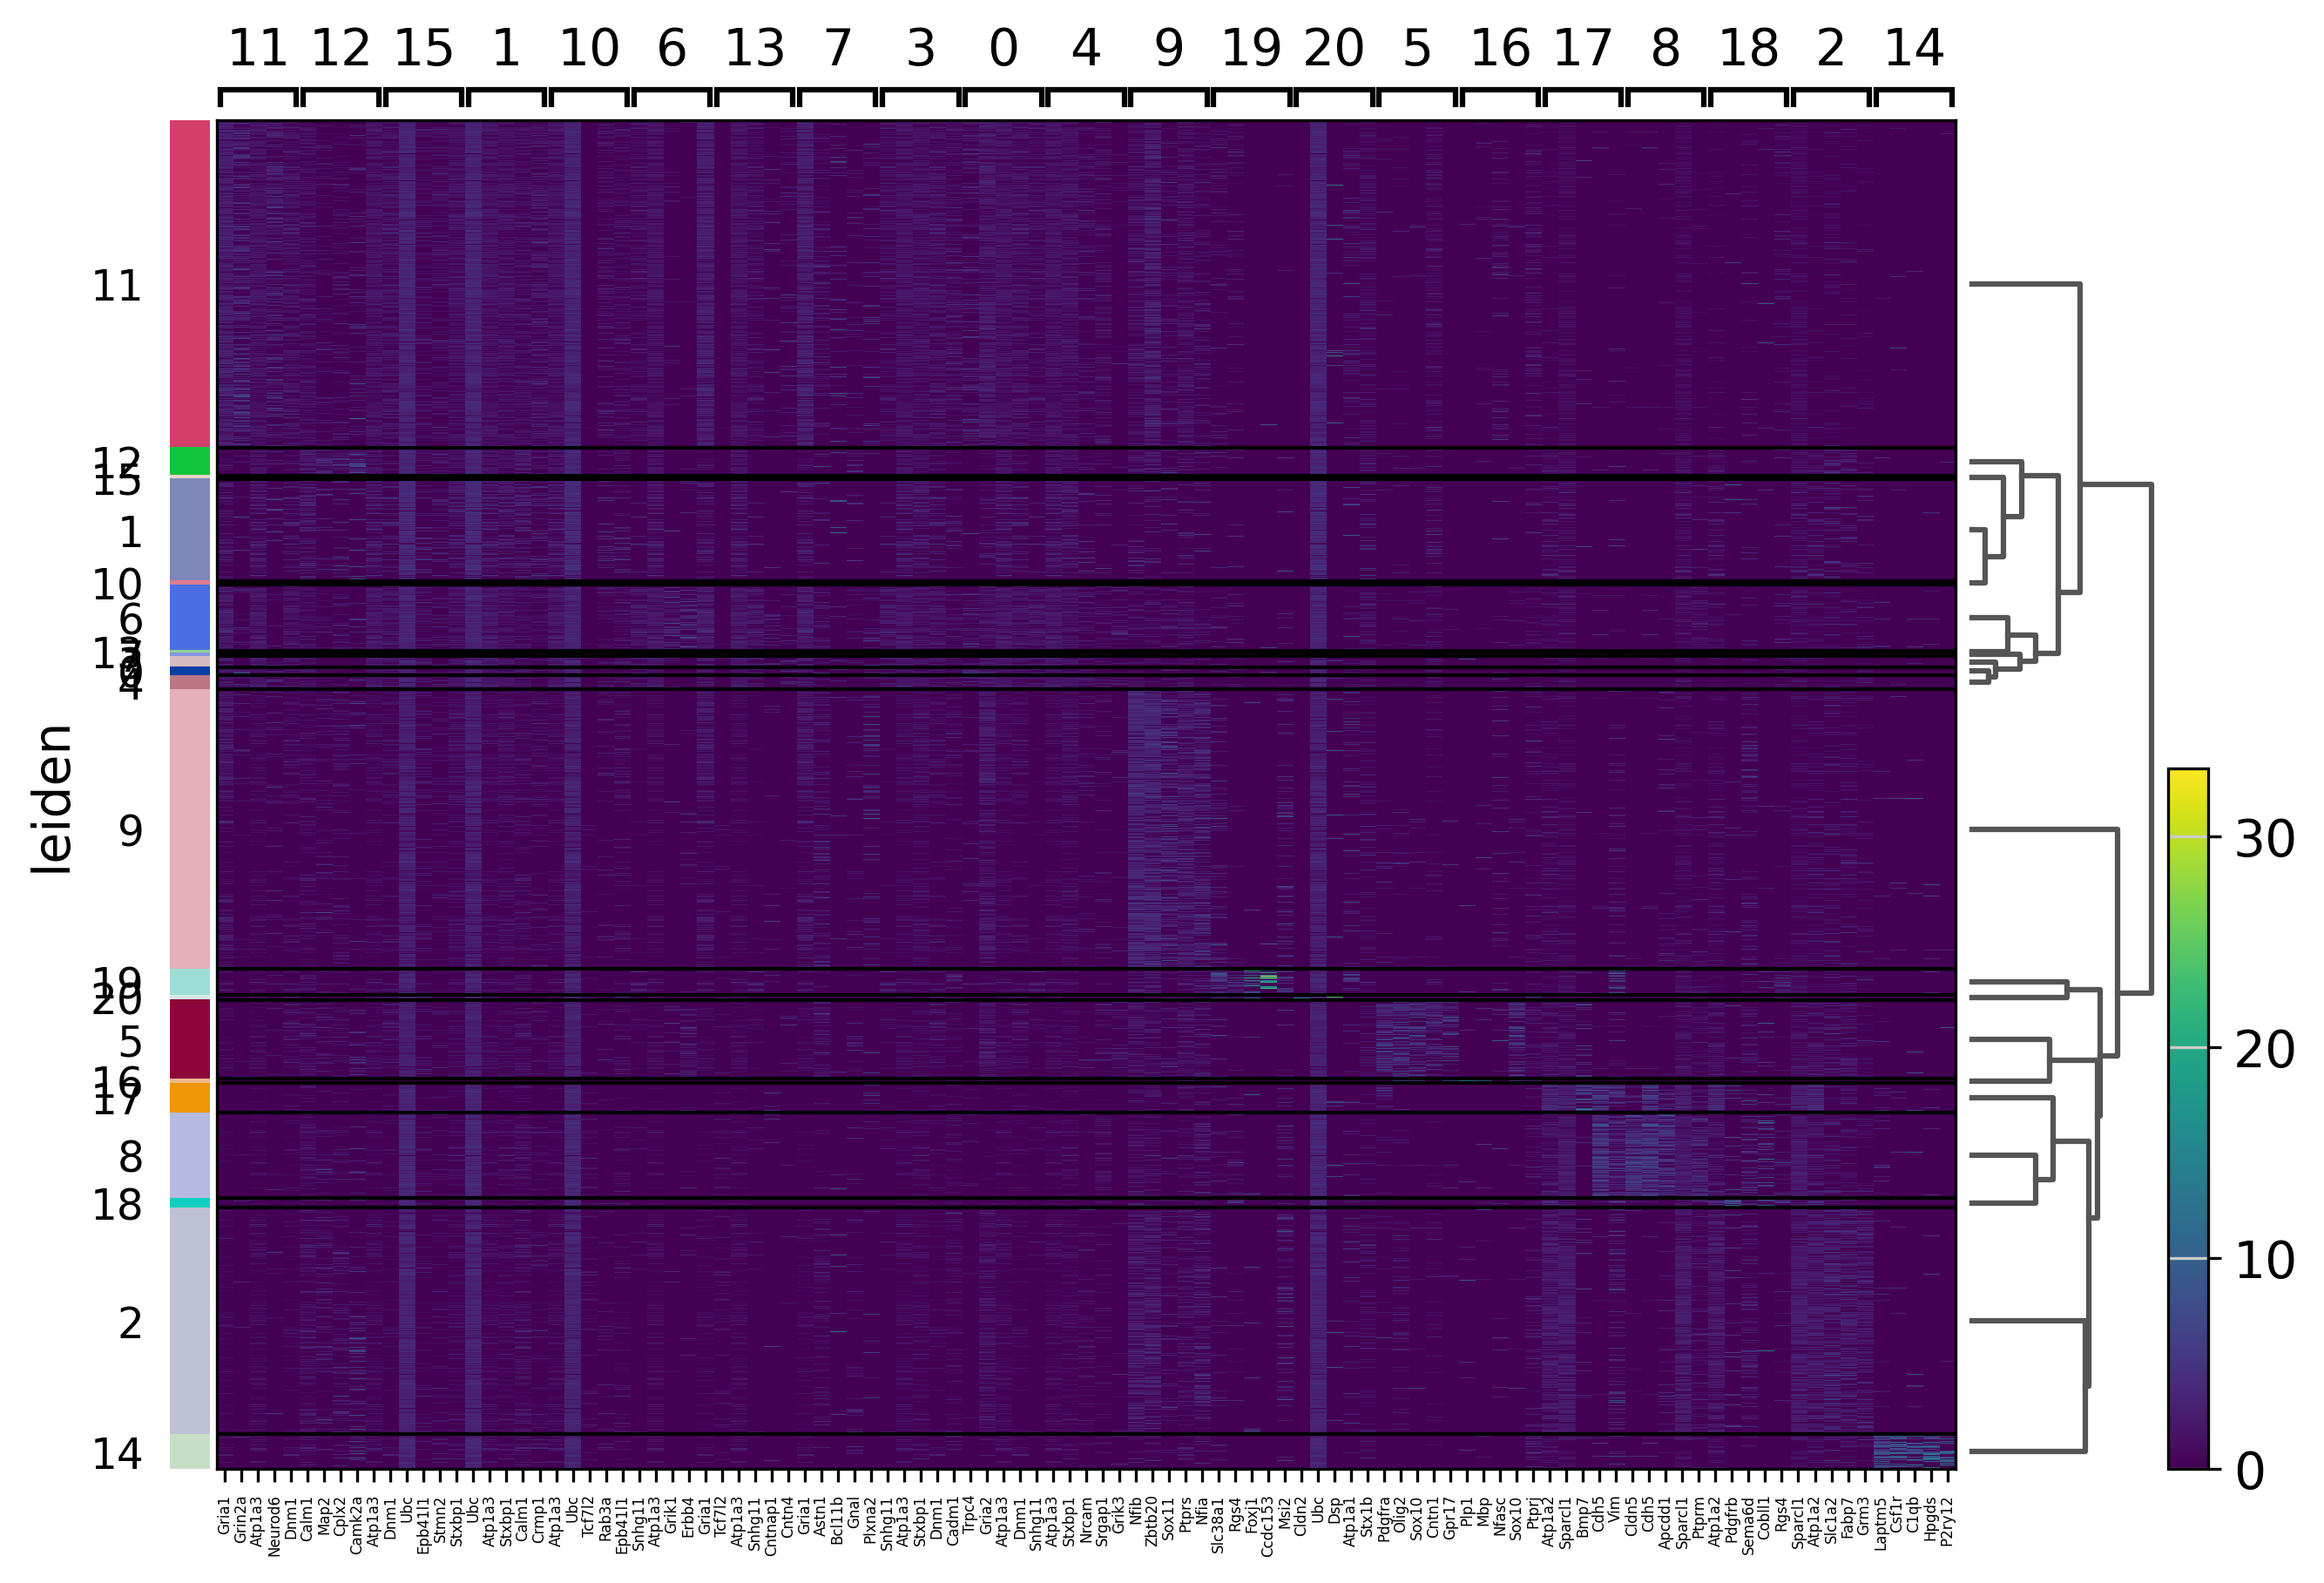 11 12 15 1 10 6 13 7 3 0 4 9 19 20 5 16 17 8 18 2 14
leiden
11
12
15
1
10
6
13
4
9
19
20
5
16
17
8
18
2
14
30
20
10
0
Gria1
Grin2a
Atp1a3
Neurod6
Dnm1
Calm1
Map2
Cplx2
Camk2a
Atp1a3
Dnm1
Ubc
Epb41l1
Stmn2
Stxbp1
Ubc
Atp1a3
Stxbp1
Calm1
Crmp1
Atp1a3
Ubc
Tcf7l2
Rab3a
Epb41l1
Snhg11
Atp1a3
Grik1
Erbb4
Gria1
Tcf7l2
Atp1a3
Snhg11
Cntnap1
Cntn4
Gria1
Astn1
Bcl11b
Gnal
Plxna2
Snhg11
Atp1a3
Stxbp1
Dnm1
Cadm1
Trpc4
Gria2
Atp1a3
Dnm1
Snhg11
Atp1a3
Stxbp1
Nrcam
Srgap1
Grik3
Nfib
Zbtb20
Sox11
Ptprs
Nfia
Slc38a1
Rgs4
Foxj1
Ccdc153
Msi2
Cldn2
Ubc
Dsp
Atp1a1
Stx1b
Pdgfra
Olig2
Sox10
Cntn1
Gpr17
Plp1
Mbp
Nfasc
Sox10
Ptprj
Atp1a2
Sparcl1
Bmp7
Cdh5
Vim
Cldn5
Cdh5
Apcdd1
Sparcl1
Ptprm
Atp1a2
Pdgfrb
Sema6d
Cobll1
Rgs4
Sparcl1
Atp1a2
Slc1a2
Fabp7
Grm3
Laptm5
Csf1r
C1qb
Hpgds
P2ry12